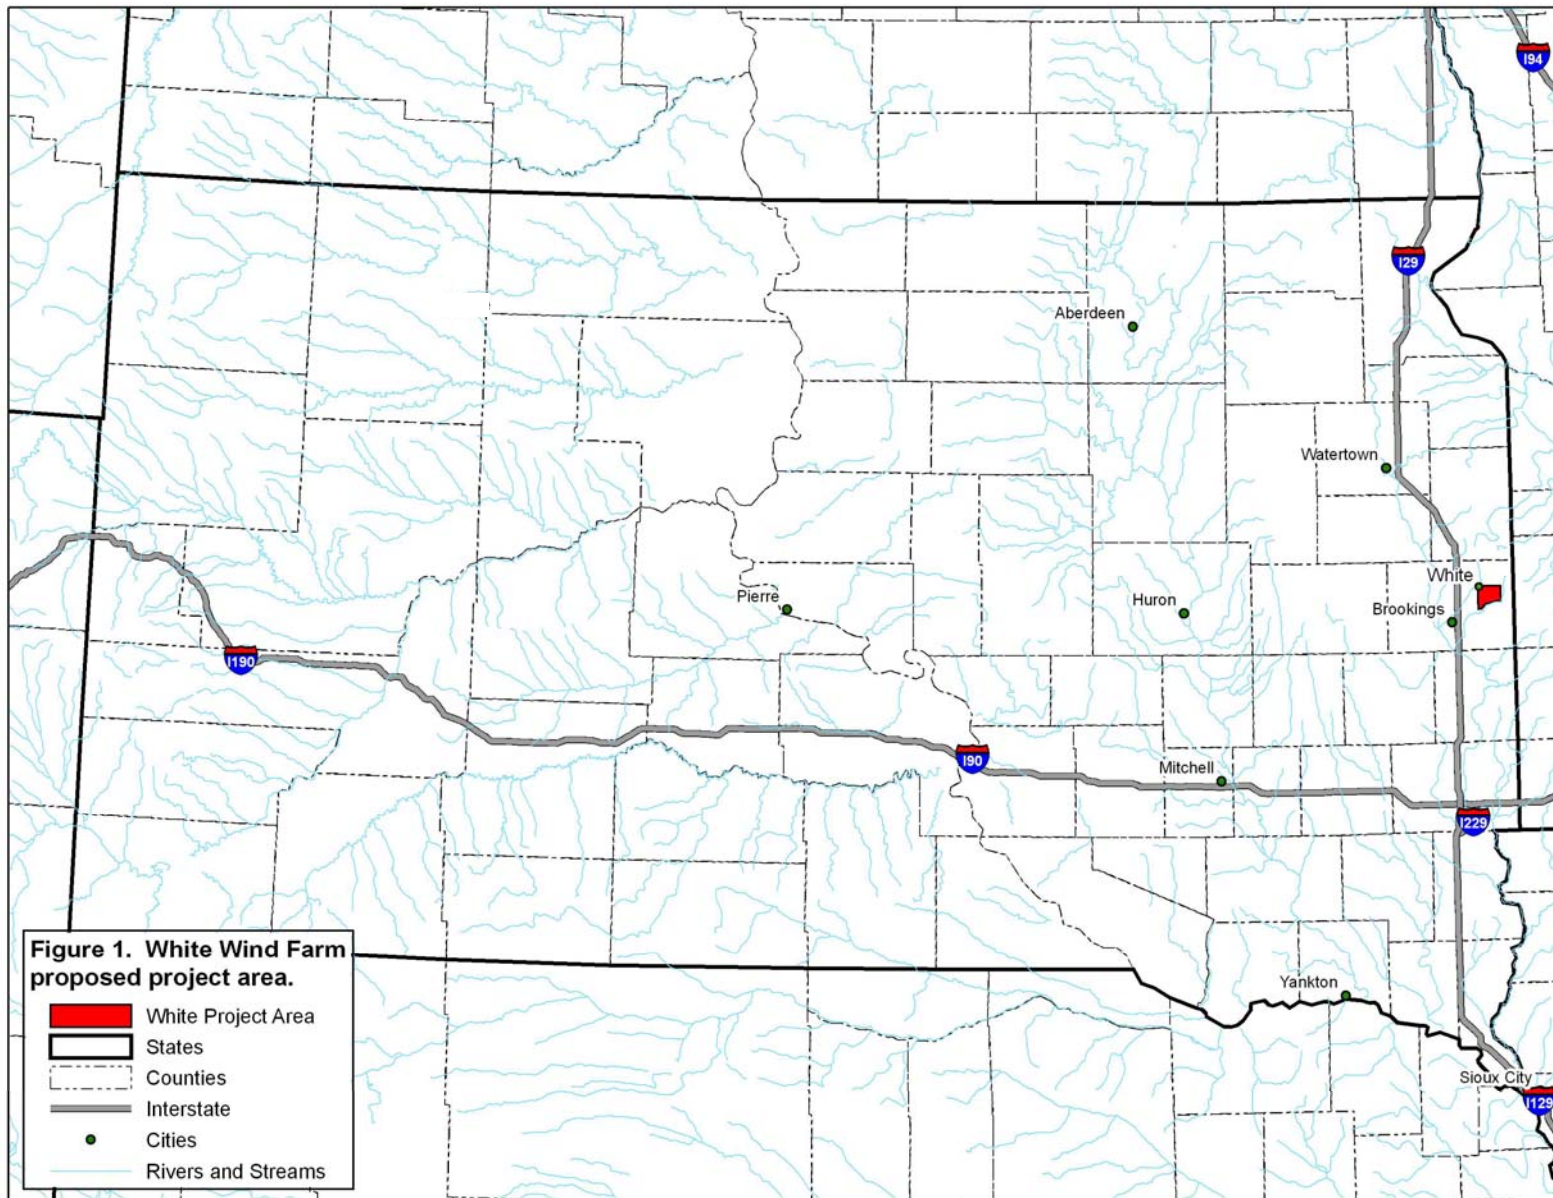 I94
I29
Aberdeen
Watertown
White
Pierre
Huron
Brookings
I190
I90
Mitchell
I229
Figure 1. White Wind Farm
proposed project area.
White Project Area
States
Counties
Interstate
Cities
Rivers and Streams
Yankton
Sioux City
I129